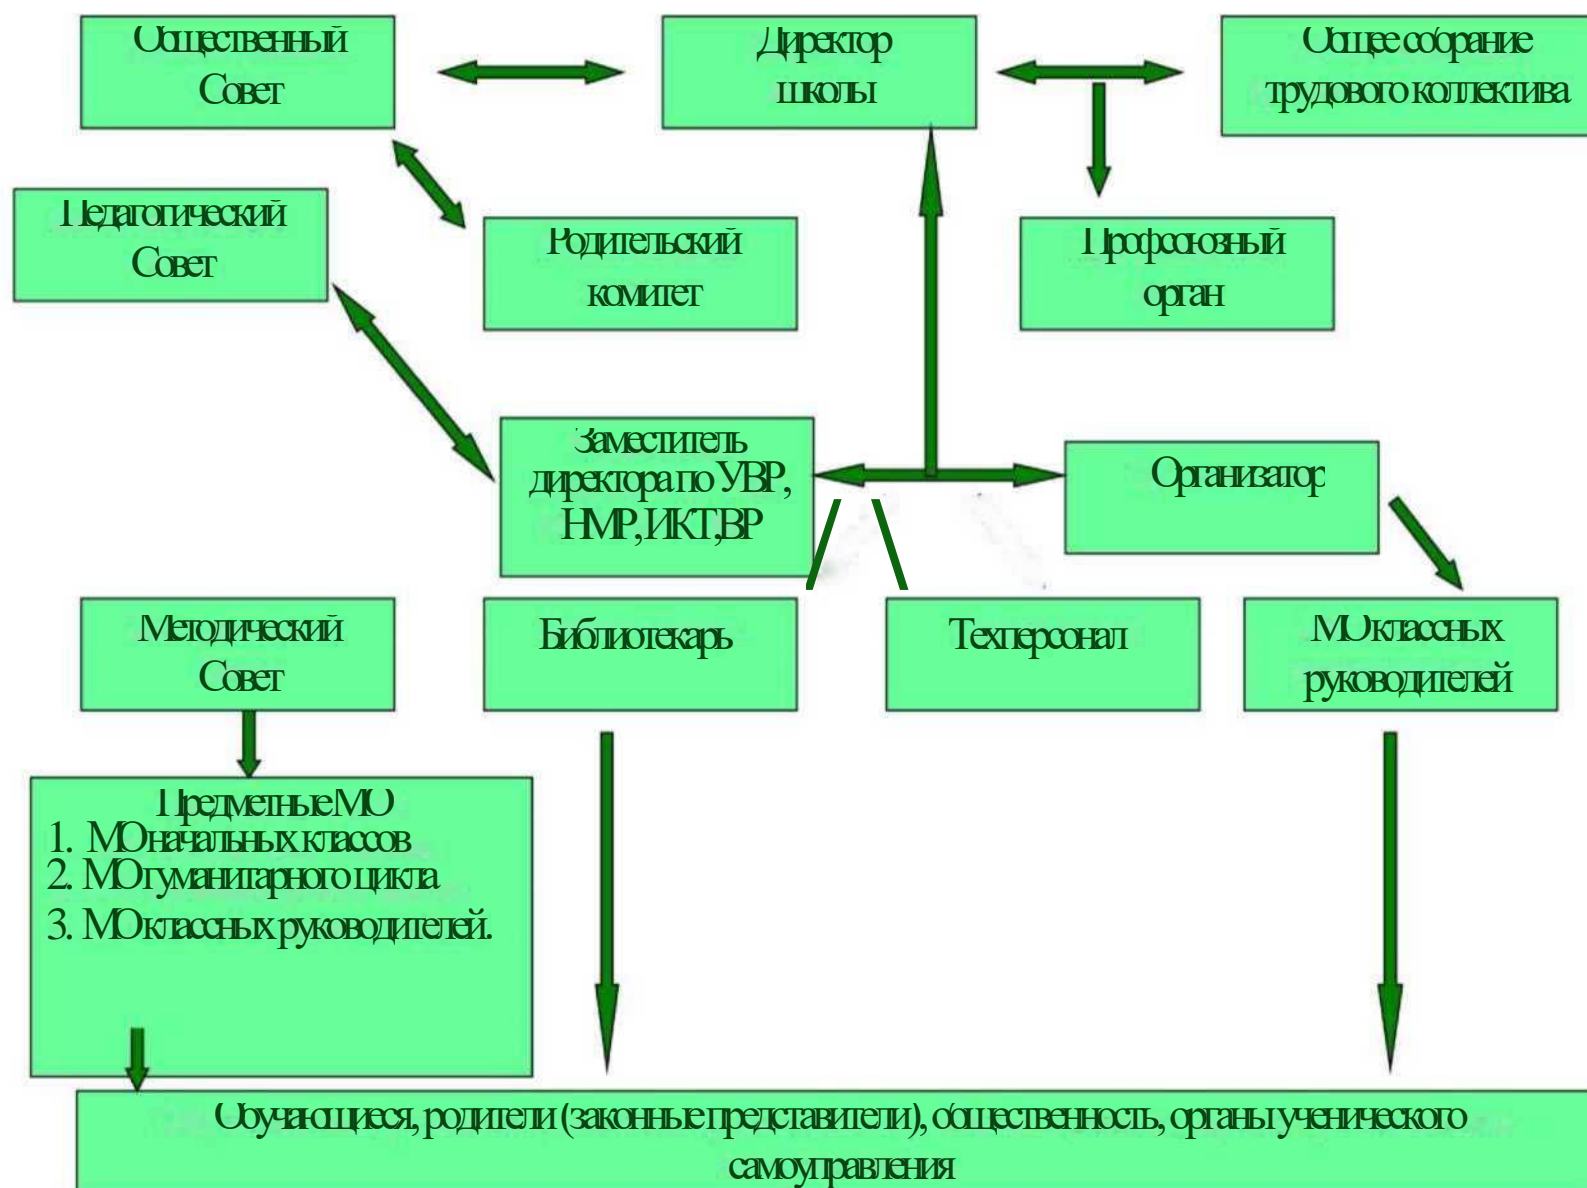 Общественный
Совет
Директор
школы
Общее собрание
трудового коллектива
Педагогический
Совет
Родительский
комитет
Профсоюзный
орган
Заместитель
директора по УВР,
НМР, ИКТ,ВР
Организатор
Методический
Совет
Библиотекарь
Техперсонал
МО классных
руководителей
Предметные МО
1. МО начальных классов
2. МО гуманитарного цикла
3. МО классных руководителей.
Обучающиеся, родители (законные представители), общественность, органы ученического
самоуправления